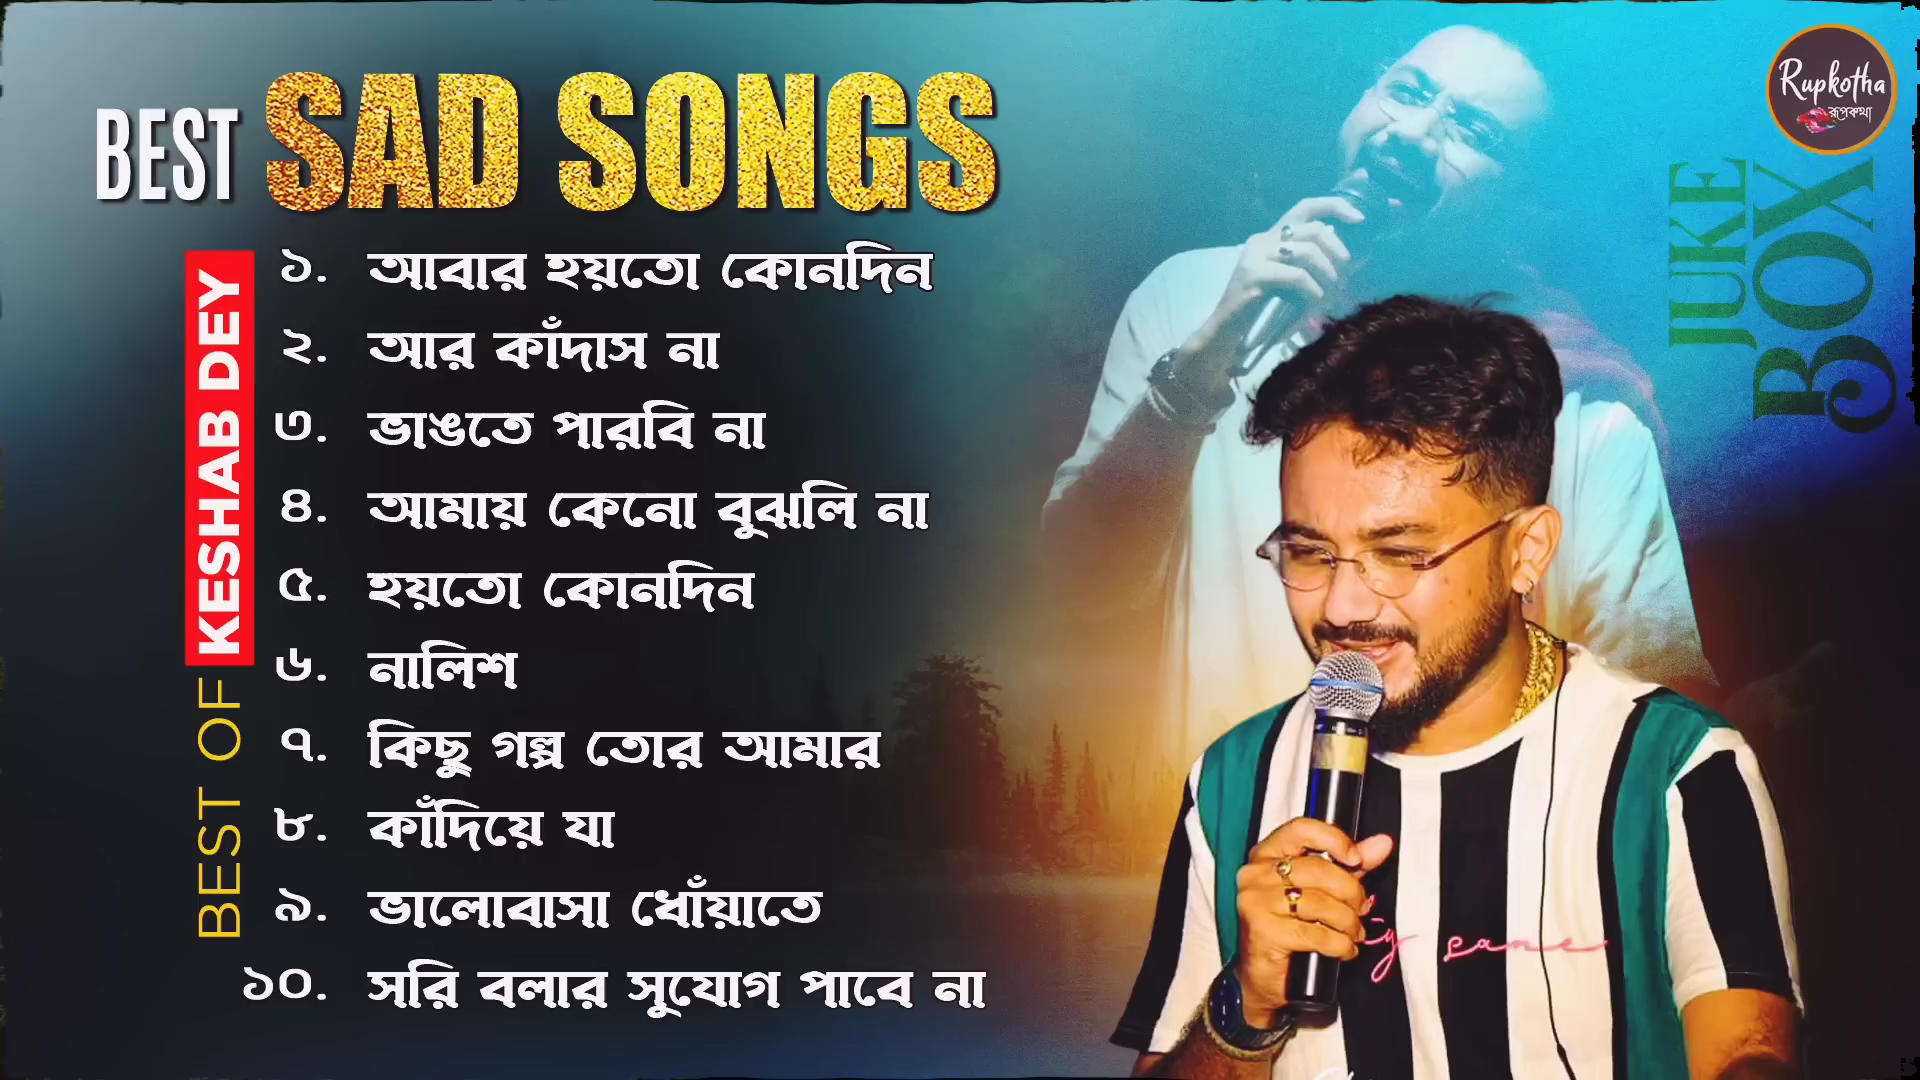 BEST SAD SONGS
BEST OF KESHAB DEY
১. আবার হয়তো কোনদিন
২. আর কাঁদাস না
৩. ভাঙতে পারবি না
৪. আমায় কেনো বুঝলি না
৫. হয়তো কোনদিন
৬. নালিশ
৭. কিছু গল্প তোর আমার
৮. কাঁদিয়ে যা
৯. ভালোবাসা ধোঁয়াতে
১০. সরি বলার সুযোগ পাবে না
Rupkotha
রূপকথা
JUKE
BOX